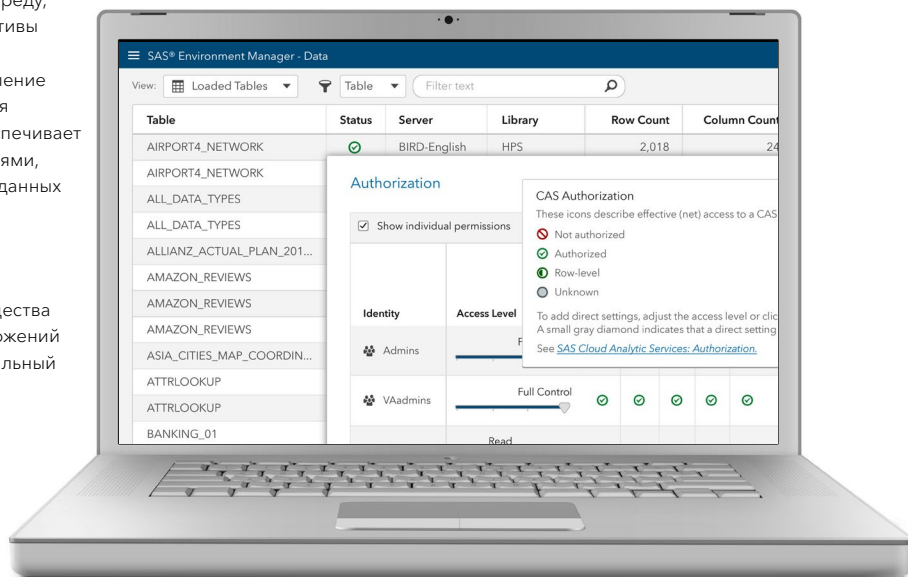 реду,
тивы
ление
я
печивает
ями,
данных
щества
ожений
льный
SAS® Environment Manager - Data
View: Loaded Tables Table Filter text
Table Status Server Library Row Count Column Count
AIRPORT4_NETWORK BIRD-English HPS 2,018 24
AIRPORT4_NETWORK
ALL_DATA_TYPES
ALL_DATA_TYPES
ALLIANZ_ACTUAL_PLAN_201...
AMAZON_REVIEWS
AMAZON_REVIEWS
AMAZON_REVIEWS
ASIA_CITIES_MAP_COORDIN...
ATTRLOOKUP
ATTRLOOKUP
BANKING_01
Authorization
Show individual permissions
Identity Access Level
Admins F
VAadmins Full Control
Read
CAS Authorization
These icons describe effective (net) access to a CAS
Not authorized
Authorized
Row-level
Unknown
To add direct settings, adjust the access level or clic
A small gray diamond indicates that a direct setting
See SAS Cloud Analytic Services: Authorization.